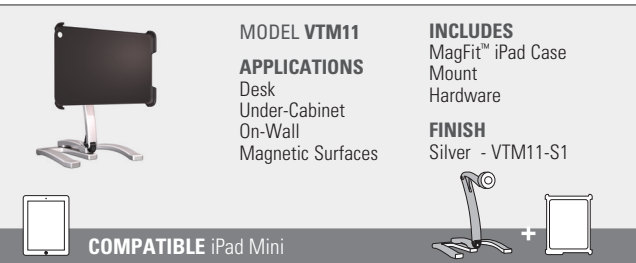 MODEL VTM11
APPLICATIONS
Desk
Under-Cabinet
On-Wall
Magnetic Surfaces
INCLUDES
MagFit™ iPad Case
Mount
Hardware
FINISH
Silver - VTM11-S1
+
COMPATIBLE iPad Mini